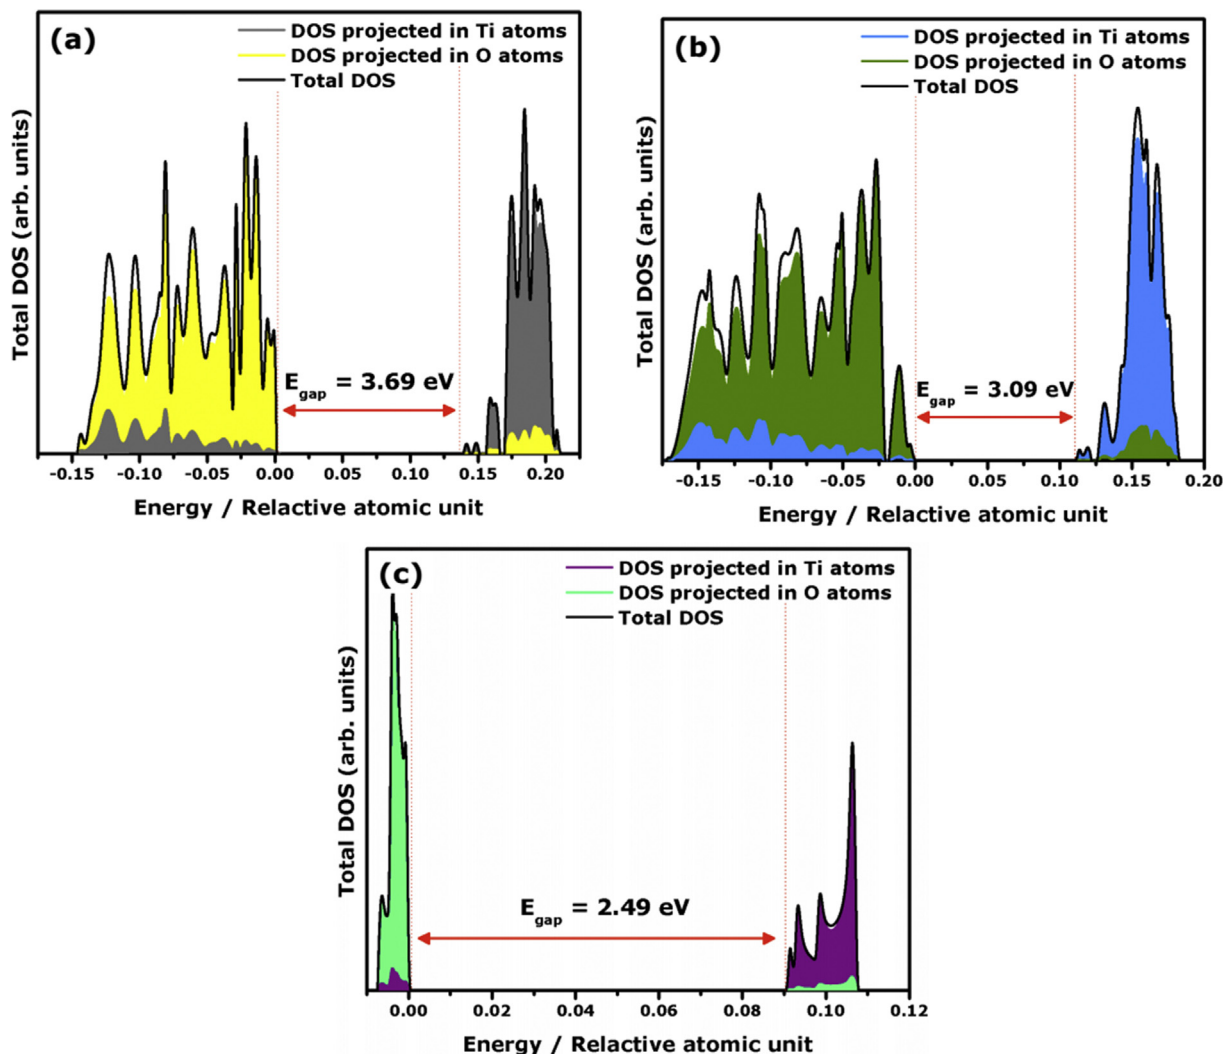 (a)
DOS projected in Ti atoms
DOS projected in O atoms
Total DOS
E gap = 3.69 eV
Total DOS (arb. units)
-0.15 -0.10 -0.05 0.00 0.05 0.10 0.15 0.20
Energy / Relactive atomic unit
(b)
DOS projected in Ti atoms
DOS projected in O atoms
Total DOS
E gap = 3.09 eV
Total DOS (arb. units)
-0.15 -0.10 -0.05 0.00 0.05 0.10 0.15 0.20
Energy / Relactive atomic unit
(c)
DOS projected in Ti atoms
DOS projected in O atoms
Total DOS
E gap = 2.49 eV
Total DOS (arb. units)
0.00 0.02 0.04 0.06 0.08 0.10 0.12
Energy / Relactive atomic unit